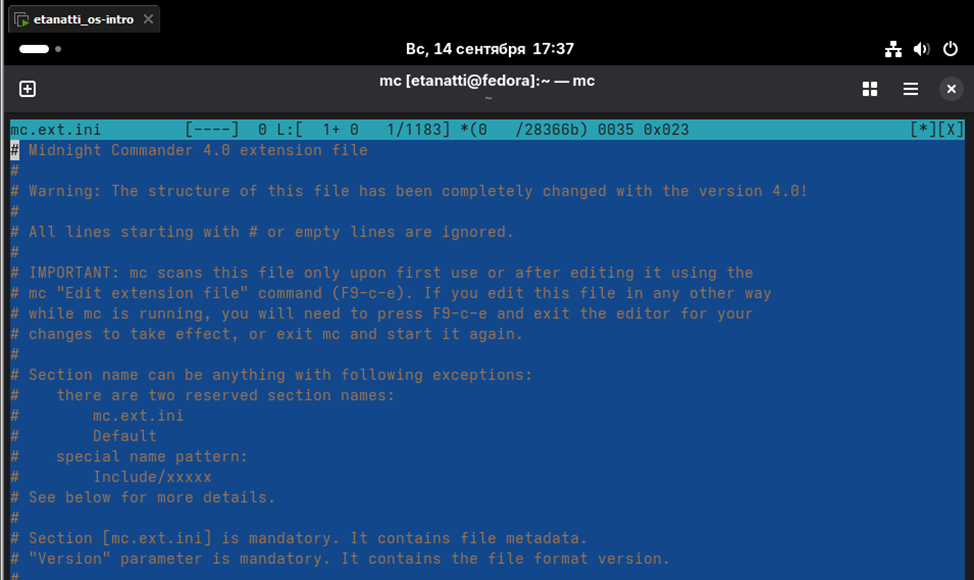 etanatti_os-intro
Вс, 14 сентября 17:37
mc [etanatti@fedora]:~ — mc
~
mc.ext.ini [----] 0 L:[ 1+ 0 1/1183] *(0 /28366b) 0035 0x023 [*][X]
# Midnight Commander 4.0 extension file
#
# Warning: The structure of this file has been completely changed with the version 4.0!
#
# All lines starting with # or empty lines are ignored.
#
# IMPORTANT: mc scans this file only upon first use or after editing it using the
# mc "Edit extension file" command (F9-c-e). If you edit this file in any other way
# while mc is running, you will need to press F9-c-e and exit the editor for your
# changes to take effect, or exit mc and start it again.
#
# Section name can be anything with following exceptions:
#    there are two reserved section names:
#        mc.ext.ini
#        Default
#    special name pattern:
#        Include/xxxxx
# See below for more details.
#
# Section [mc.ext.ini] is mandatory. It contains file metadata.
# "Version" parameter is mandatory. It contains the file format version.
#